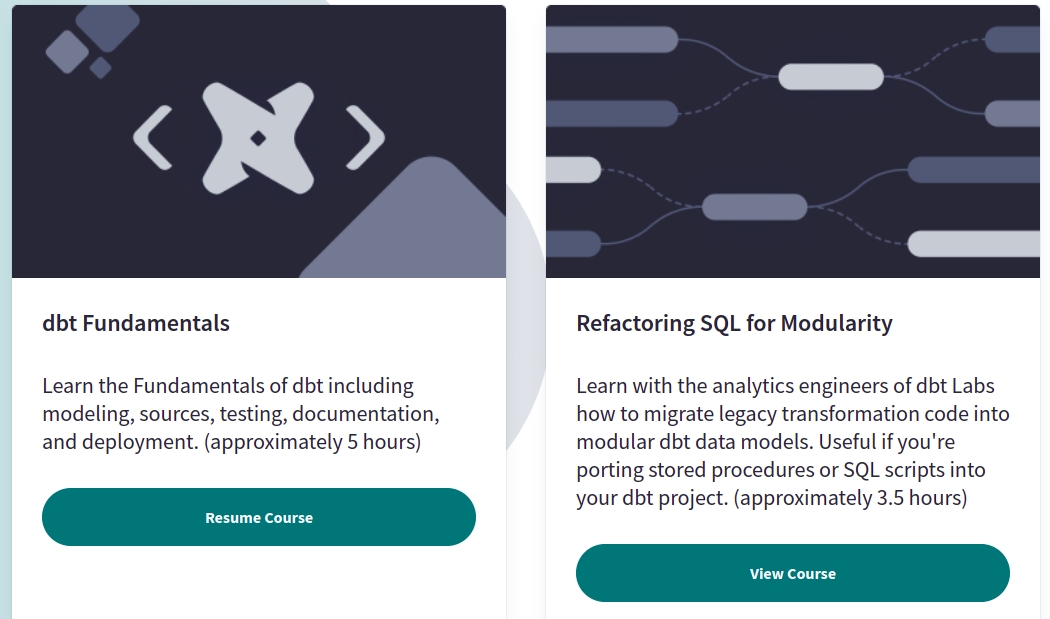 dbt Fundamentals
Learn the Fundamentals of dbt including
modeling, sources, testing, documentation,
and deployment. (approximately 5 hours)
Resume Course
Refactoring SQL for Modularity
Learn with the analytics engineers of dbt Labs
how to migrate legacy transformation code into
modular dbt data models. Useful if you're
porting stored procedures or SQL scripts into
your dbt project. (approximately 3.5 hours)
View Course